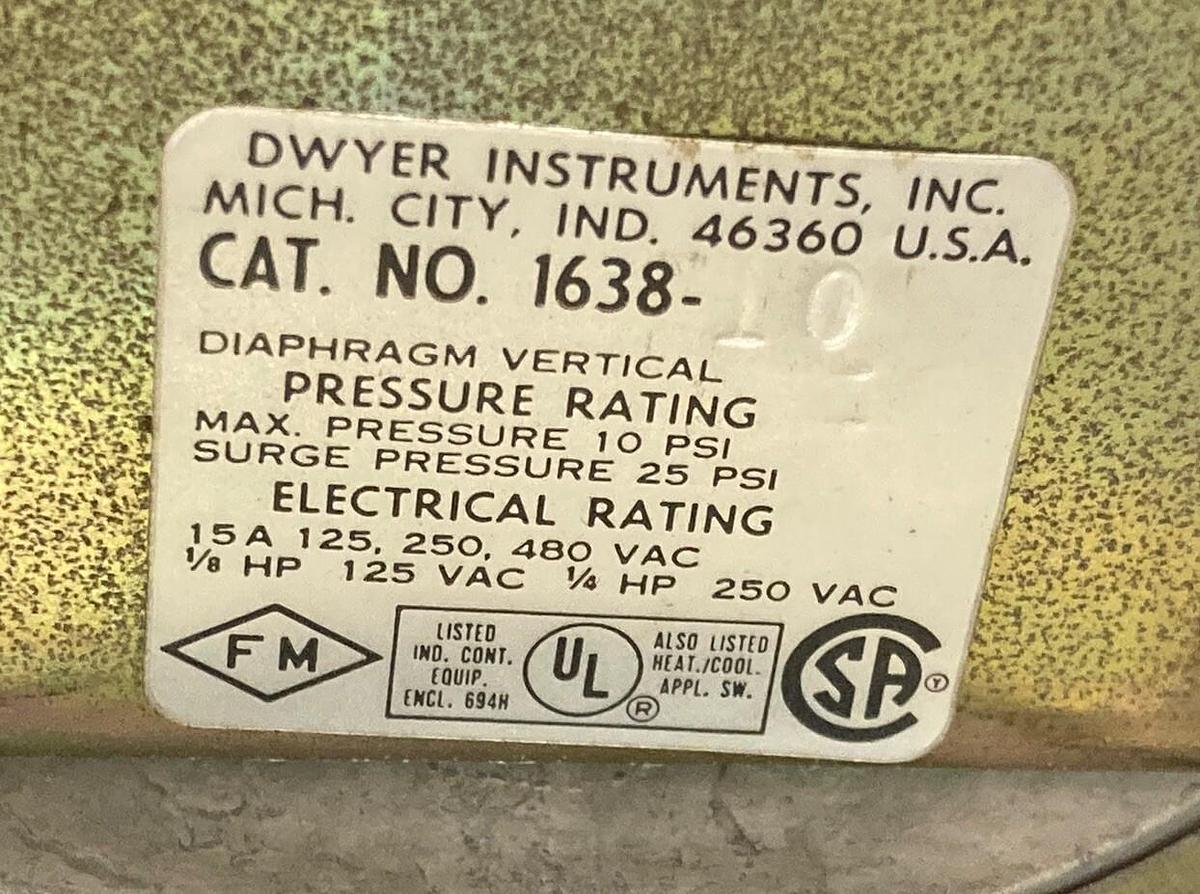 DWYER INSTRUMENTS, INC.
MICH. CITY, IND. 46360 U.S.A.
CAT. NO. 1638-10
DIAPHRAGM VERTICAL
PRESSURE RATING
MAX. PRESSURE 10 PSI
SURGE PRESSURE 25 PSI
ELECTRICAL RATING
15A 125, 250, 480 VAC
1/8 HP 125 VAC 1/4 HP 250 VAC
FM
LISTED
IND. CONT.
EQUIP.
ENCL. 694H
UL
®
ALSO LISTED
HEAT./COOL.
APPL. SW.
SA